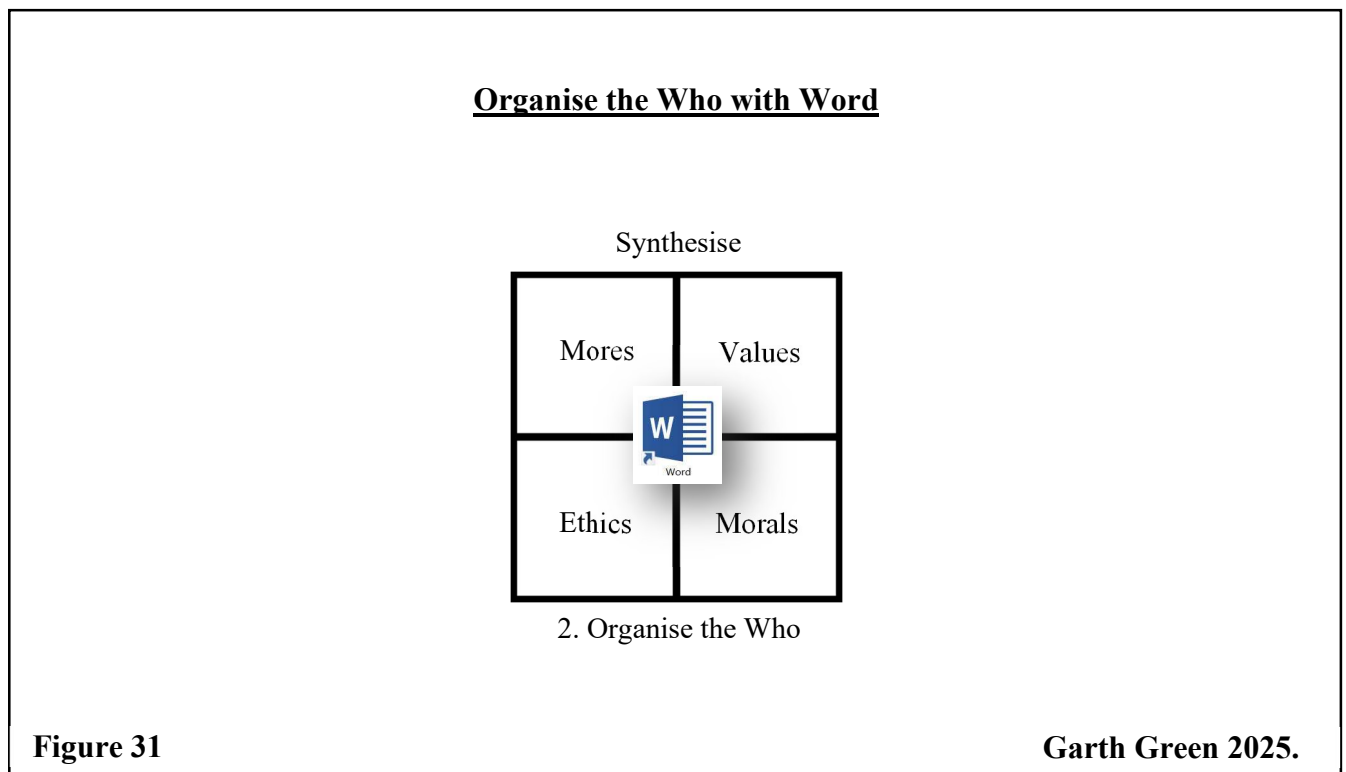 Organise the Who with Word
Synthesise
Mores Values
W
Word
Ethics Morals
2. Organise the Who
Figure 31 Garth Green 2025.